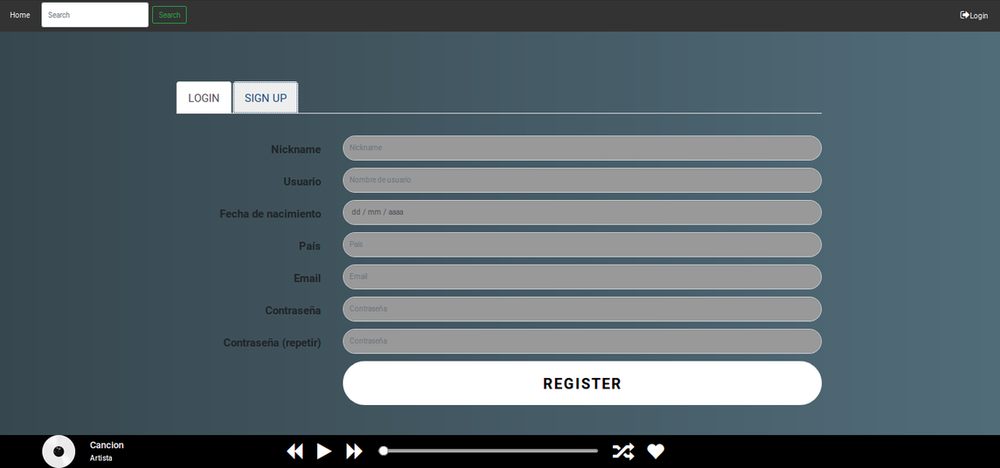 Home Search Search Login
LOGIN SIGN UP
Nickname Nickname
Usuario Nombre de usuario
Fecha de nacimiento dd / mm / aaaa
País País
Email Email
Contraseña Contraseña
Contraseña (repetir) Contraseña
REGISTER
Cancion
Artista